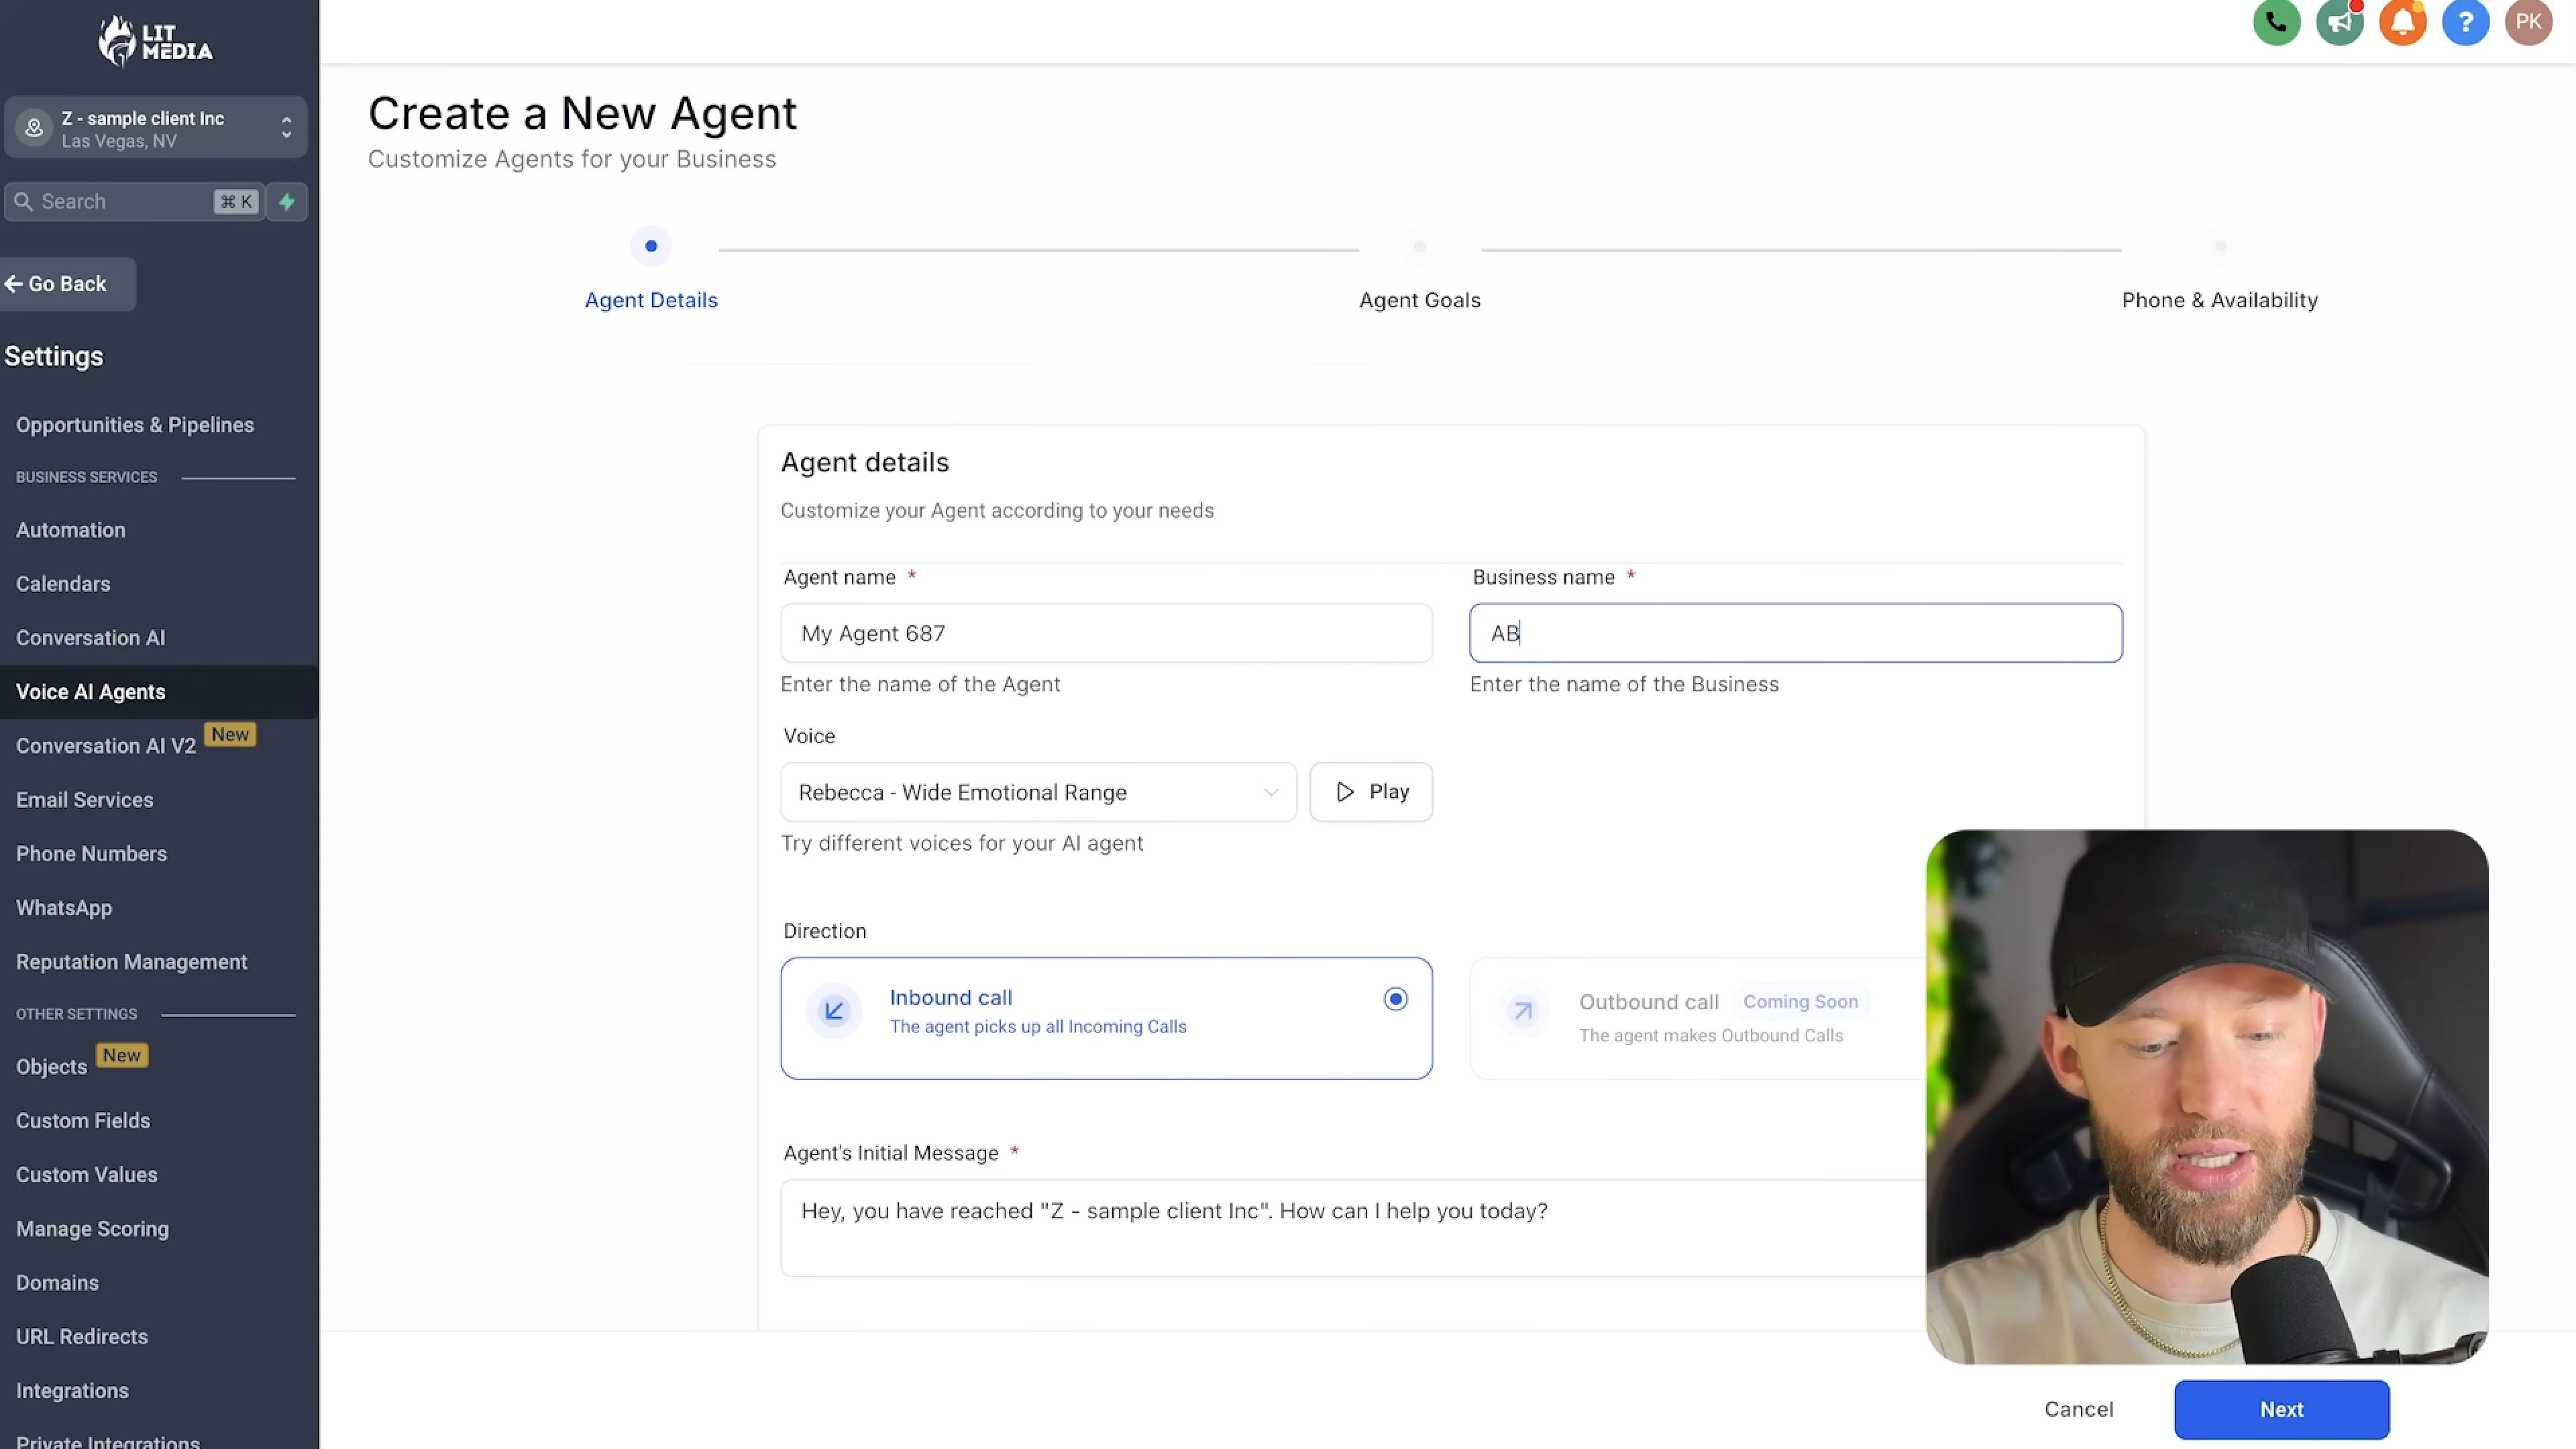 LIT
MEDIA
Z - sample client Inc
Las Vegas, NV
Search
⌘ K
Go Back
Settings
Opportunities & Pipelines
BUSINESS SERVICES
Automation
Calendars
Conversation AI
Voice AI Agents
Conversation AI V2 New
Email Services
Phone Numbers
WhatsApp
Reputation Management
OTHER SETTINGS
Objects New
Custom Fields
Custom Values
Manage Scoring
Domains
URL Redirects
Integrations
Private Integrations
? PK
Create a New Agent
Customize Agents for your Business
Agent Details
Agent Goals
Phone & Availability
Agent details
Customize your Agent according to your needs
Agent name *
My Agent 687
Enter the name of the Agent
Business name *
AB
Enter the name of the Business
Voice
Rebecca - Wide Emotional Range
Play
Try different voices for your AI agent
Direction
Inbound call
The agent picks up all Incoming Calls
Outbound call Coming Soon
The agent makes Outbound Calls
Agent's Initial Message *
Hey, you have reached "Z - sample client Inc". How can I help you today?
Cancel
Next